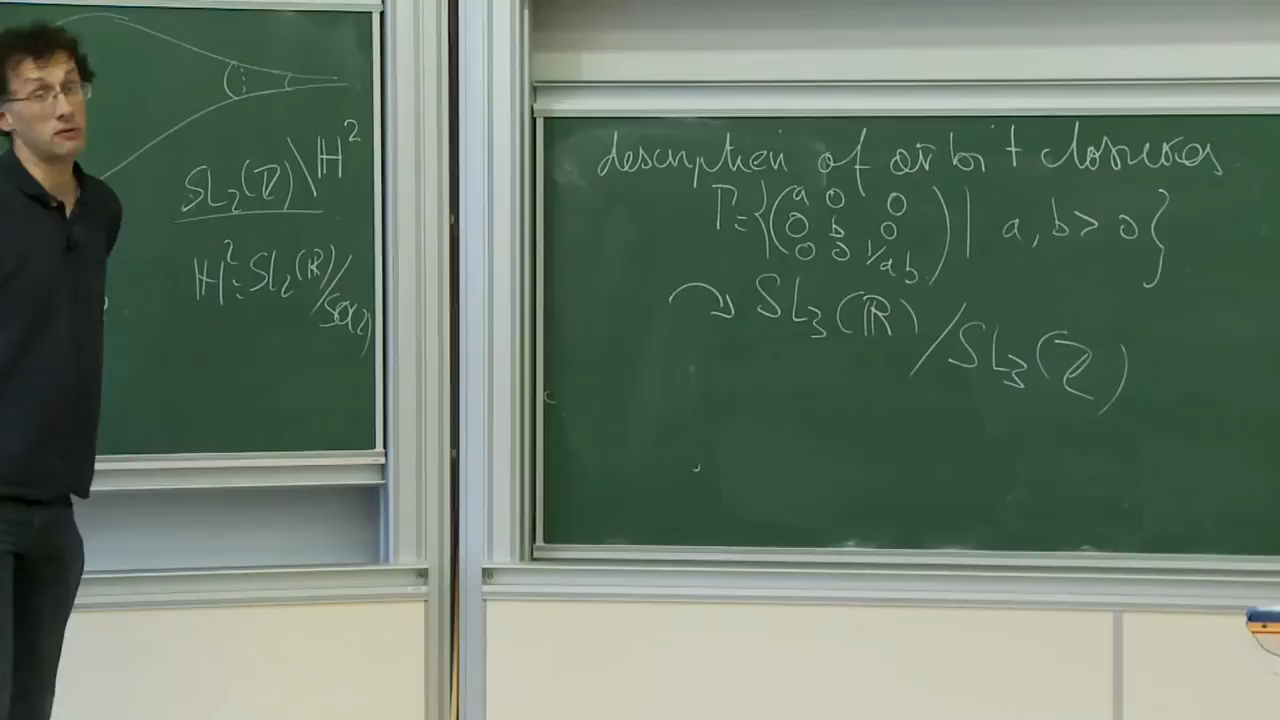 SL₂(ℤ)\H²
H² = SL₂(ℝ)/SO(2)
description of orbit closures
Γ = {(a 0 0
0 b 0
0 0 1/ab) | a, b > 0}
↷ SL₃(ℝ)/SL₃(ℤ)